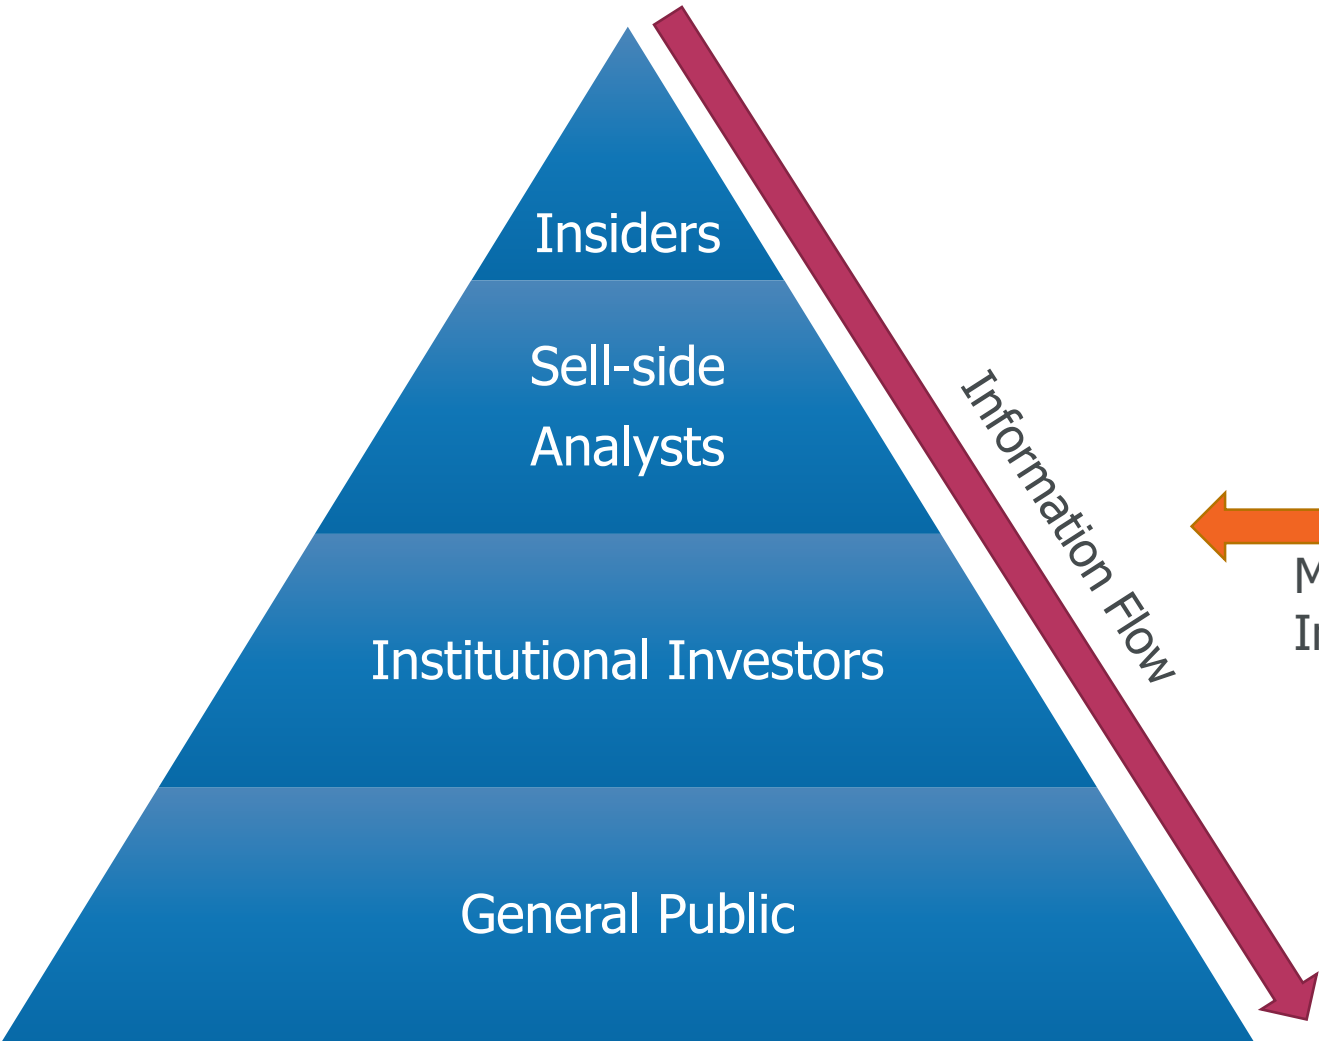 Insiders
Sell-side
Analysts
Information Flow
Institutional Investors
General Public